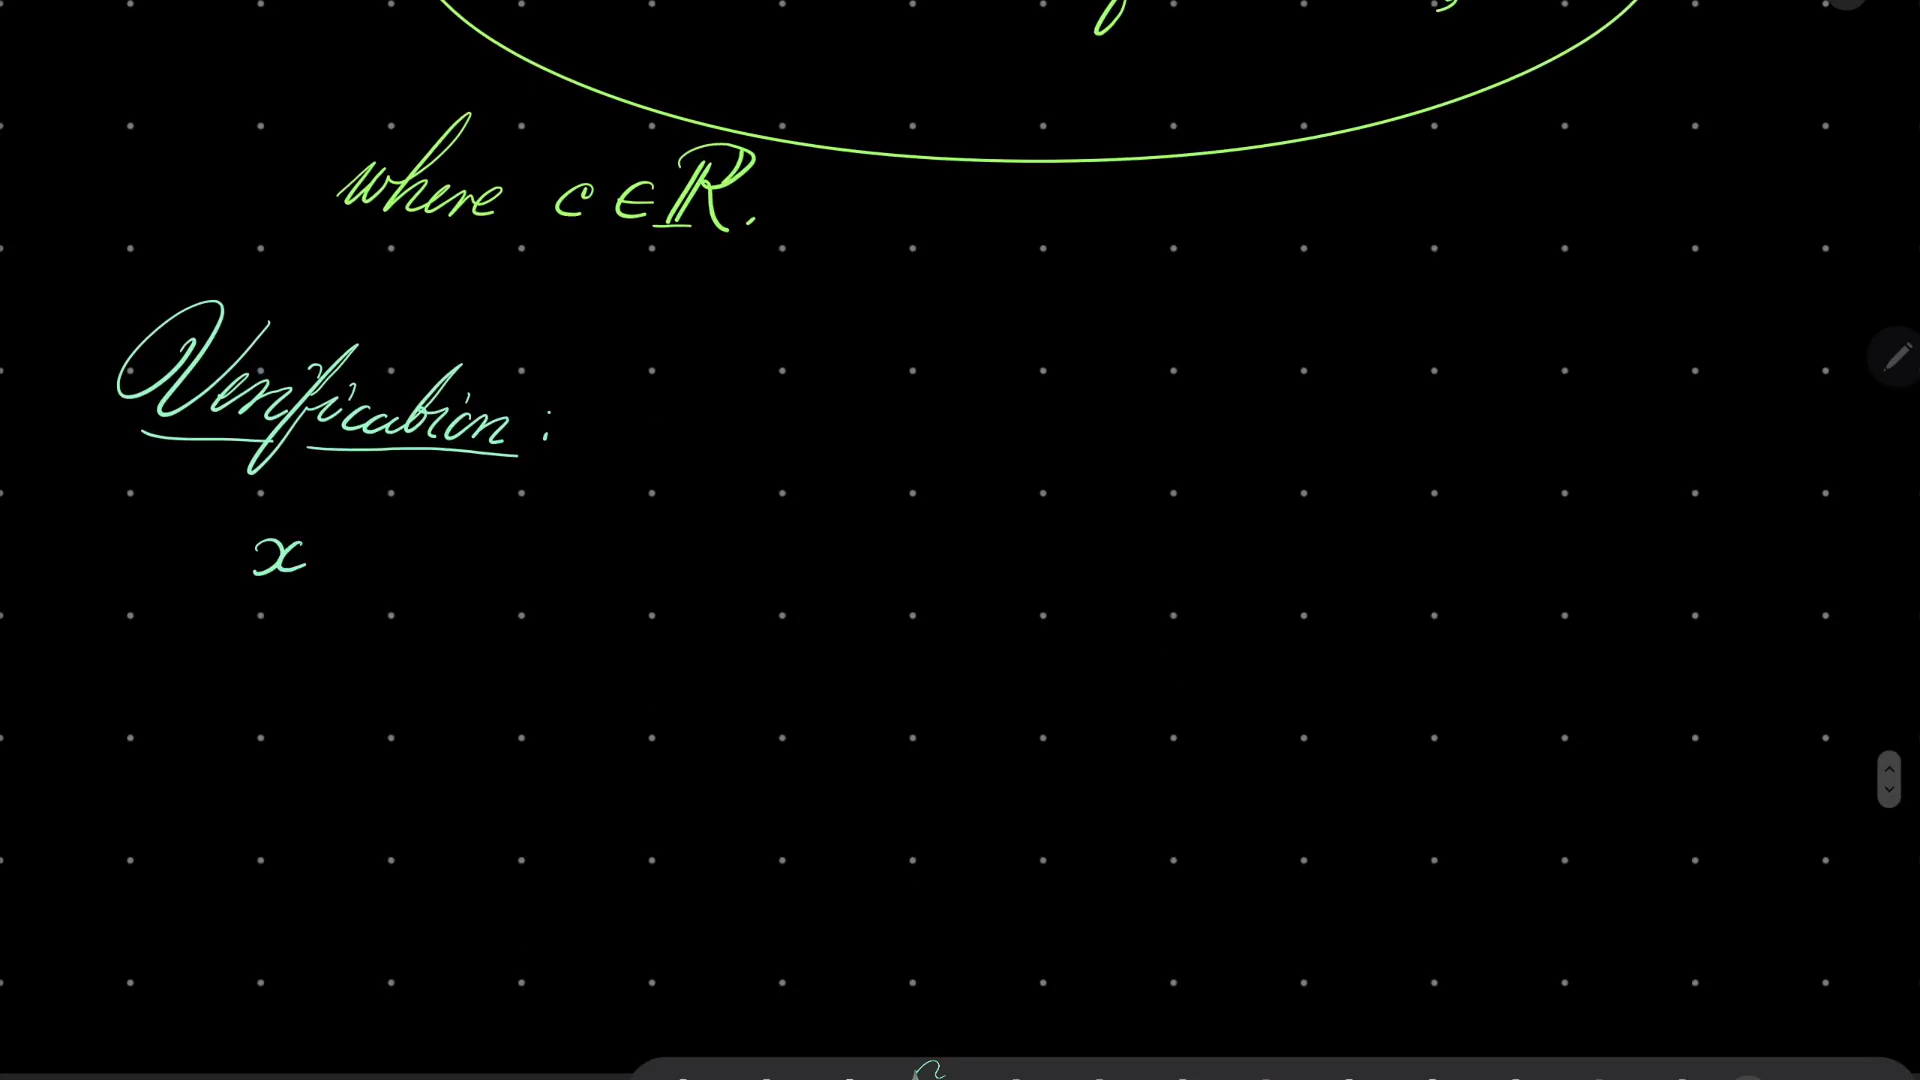 where c ∈ ℝ.
Verification :
x